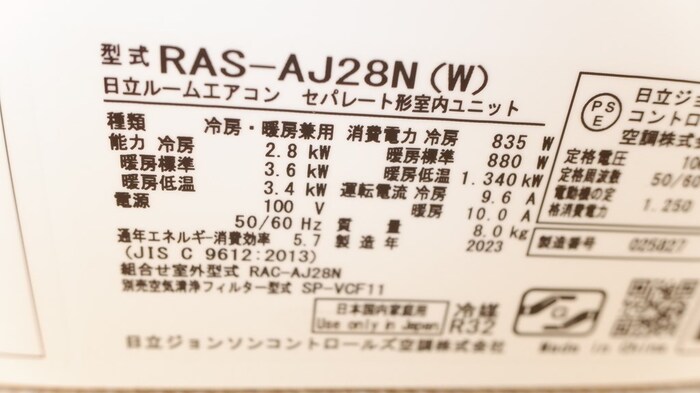 型式 RAS-AJ28N (W)
日立ルームエアコン セパレート形室内ユニット
種類 冷房・暖房兼用
能力 冷房 2.8 kW
暖房標準 3.6 kW
暖房低温 3.4 kW
電源 100 V
50/60 Hz
通年エネルギー消費効率 5.7
(JIS C 9612:2013)
組合せ室外型式 RAC-AJ28N
別売空気清浄フィルター型式 SP-VCF11
消費電力 冷房 835 W
暖房標準 880 W
暖房低温 1.340 kW
運転電流 冷房 9.6 A
暖房 10.0 A
質量 8.0 kg
製造年 2023
日本国内家庭用
Use only in Japan
冷媒
R32
日立ジョンソンコントロールズ空調株式会社
PS
E
日立ジョン
コントロー
空調株式
定格電圧 10
定格周波数 50/60
電動機の定
格消費電力 1.250
製造番号 025827
Made in China